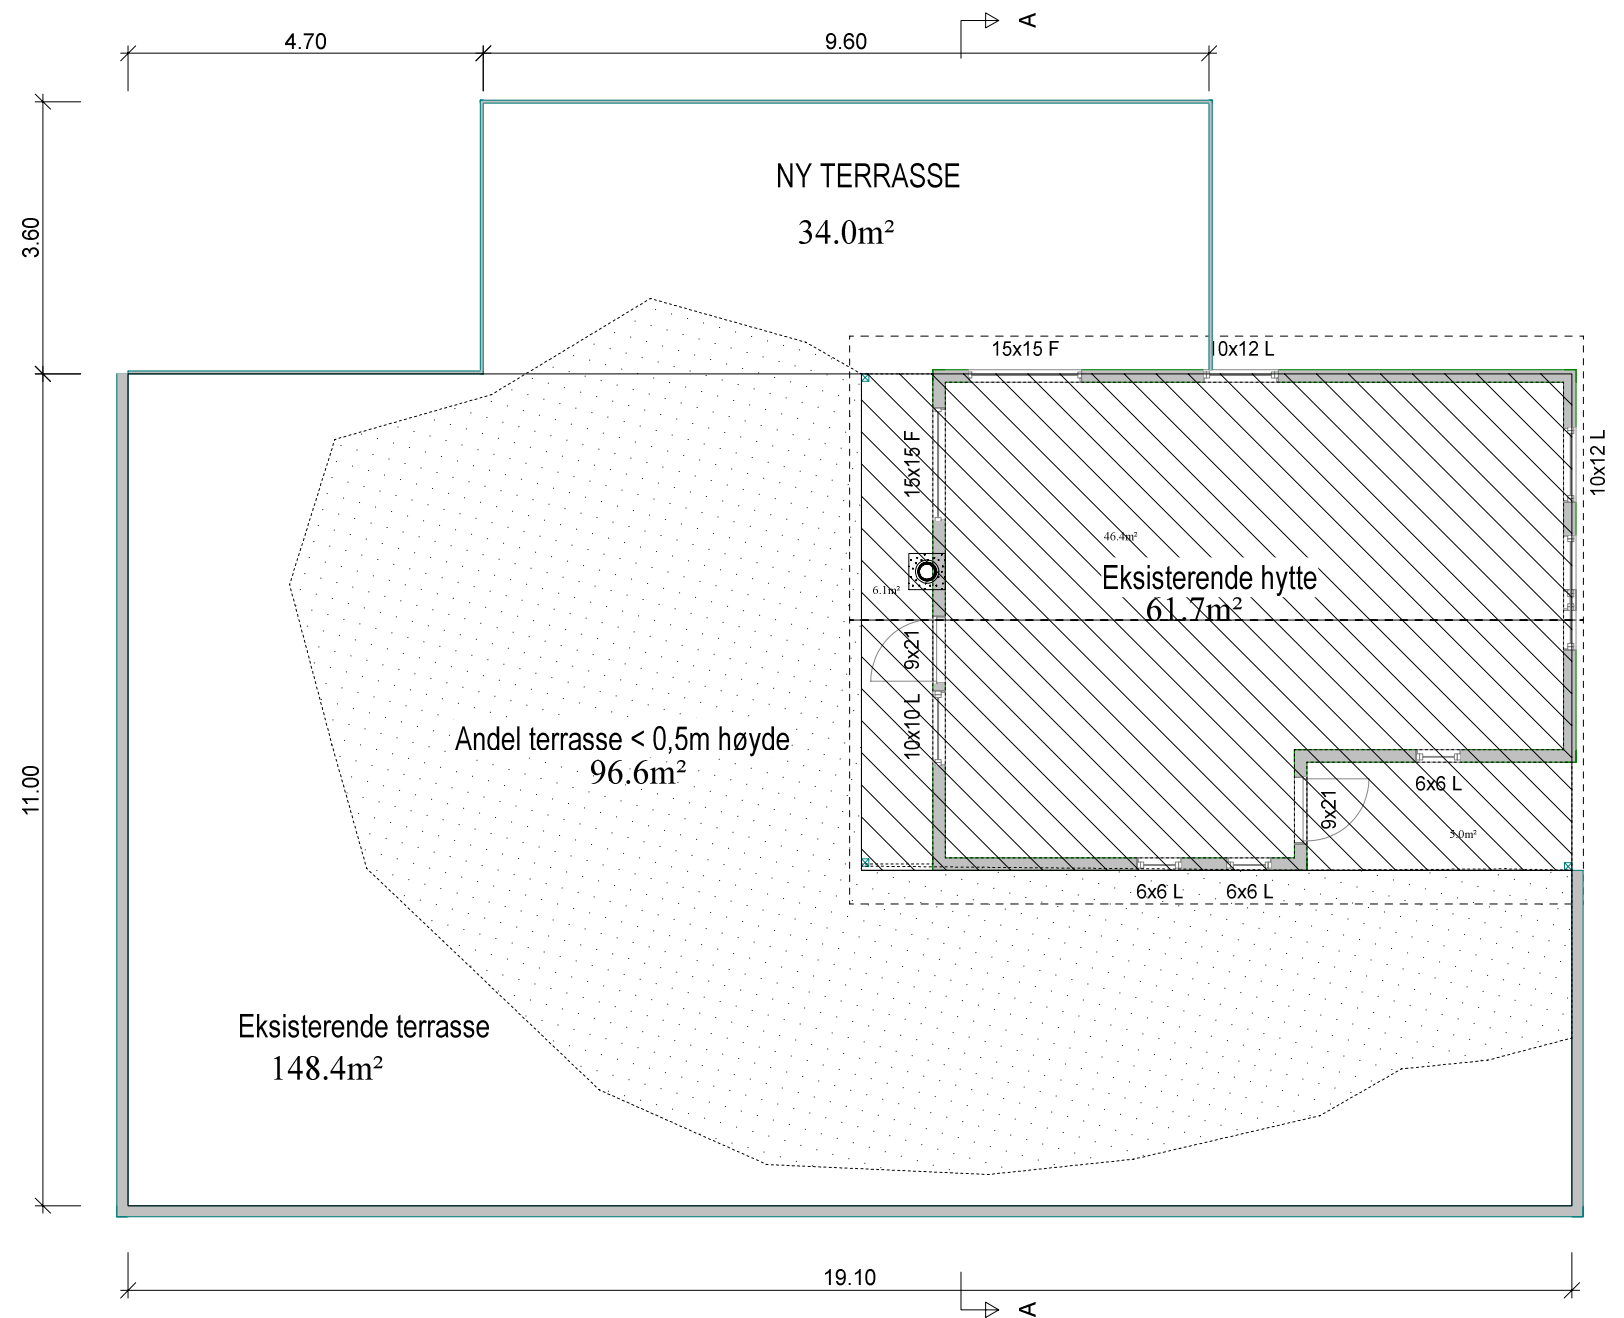 A
4.70
9.60
NY TERRASSE
34.0m²
3.60
15x15 F
10x12 L
15x15 F
10x12 L
46.4m²
Eksisterende hytte
61.7m²
6.1m²
9x21
10x10 L
Andel terrasse < 0,5m høyde
96.6m²
11.00
6x6 L
9x21
5.0m²
6x6 L
6x6 L
Eksisterende terrasse
148.4m²
19.10
A